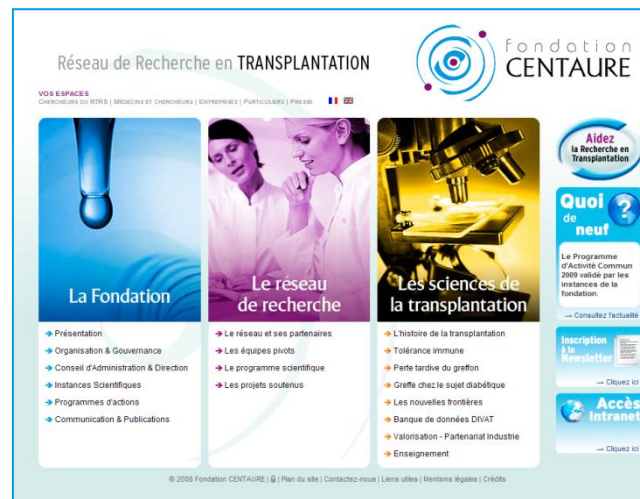 Réseau de Recherche en TRANSPLANTATION
fondation
CENTAURE
VOS ESPACES
CHERCHEURS DU RTRS | MÉDECINS ET CHERCHEURS | ENTREPRISES | PARTICULIERS | PRESSE
Aidez
la Recherche en
Transplantation
La Fondation
Le réseau
de recherche
Les sciences de
la transplantation
Présentation
Organisation & Gouvernance
Conseil d'Administration & Direction
Instances Scientifiques
Programmes d'actions
Communication & Publications
Le réseau et ses partenaires
Les équipes pivots
Le programme scientifique
Les projets soutenus
L'histoire de la transplantation
Tolérance immune
Perte tardive du greffon
Greffe chez le sujet diabétique
Les nouvelles frontières
Banque de données DIVAT
Valorisation - Partenariat Industrie
Enseignement
Quoi
de
neuf
?
Le Programme
d'Activité Commun
2009 validé par les
instances de la
fondation.
Consultez l'actualité
Inscription
à la
Newsletter
Cliquez ici
Accès
Intranet
Cliquez ici
© 2008 Fondation CENTAURE | | Plan du site | Contactez-nous | Liens utiles | Mentions légales | Crédits